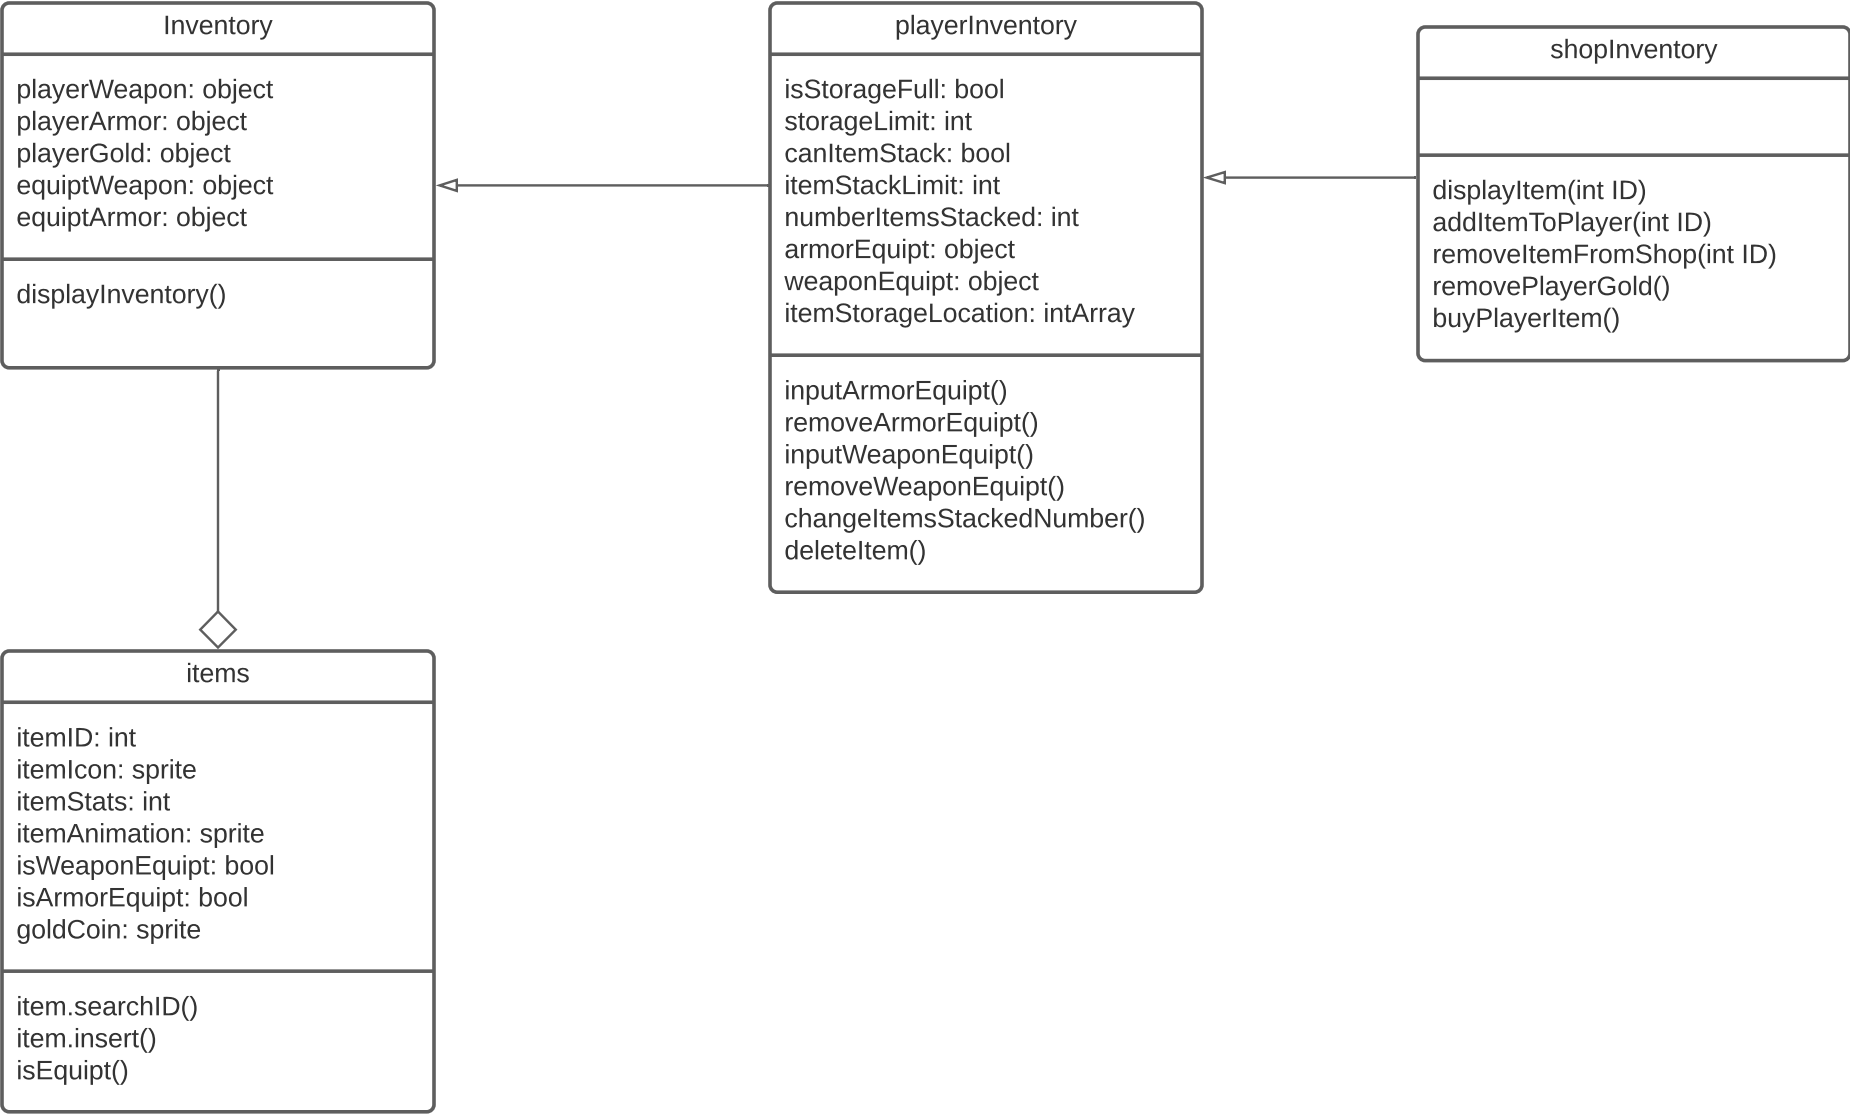 Inventory
playerWeapon: object
playerArmor: object
playerGold: object
equiptWeapon: object
equiptArmor: object
displayInventory()
playerInventory
isStorageFull: bool
storageLimit: int
canItemStack: bool
itemStackLimit: int
numberItemsStacked: int
armorEquipt: object
weaponEquipt: object
itemStorageLocation: intArray
inputArmorEquipt()
removeArmorEquipt()
inputWeaponEquipt()
removeWeaponEquipt()
changeItemsStackedNumber()
deleteItem()
shopInventory
displayItem(int ID)
addItemToPlayer(int ID)
removeItemFromShop(int ID)
removePlayerGold()
buyPlayerItem()
items
itemID: int
itemIcon: sprite
itemStats: int
itemAnimation: sprite
isWeaponEquipt: bool
isArmorEquipt: bool
goldCoin: sprite
item.searchID()
item.insert()
isEquipt()